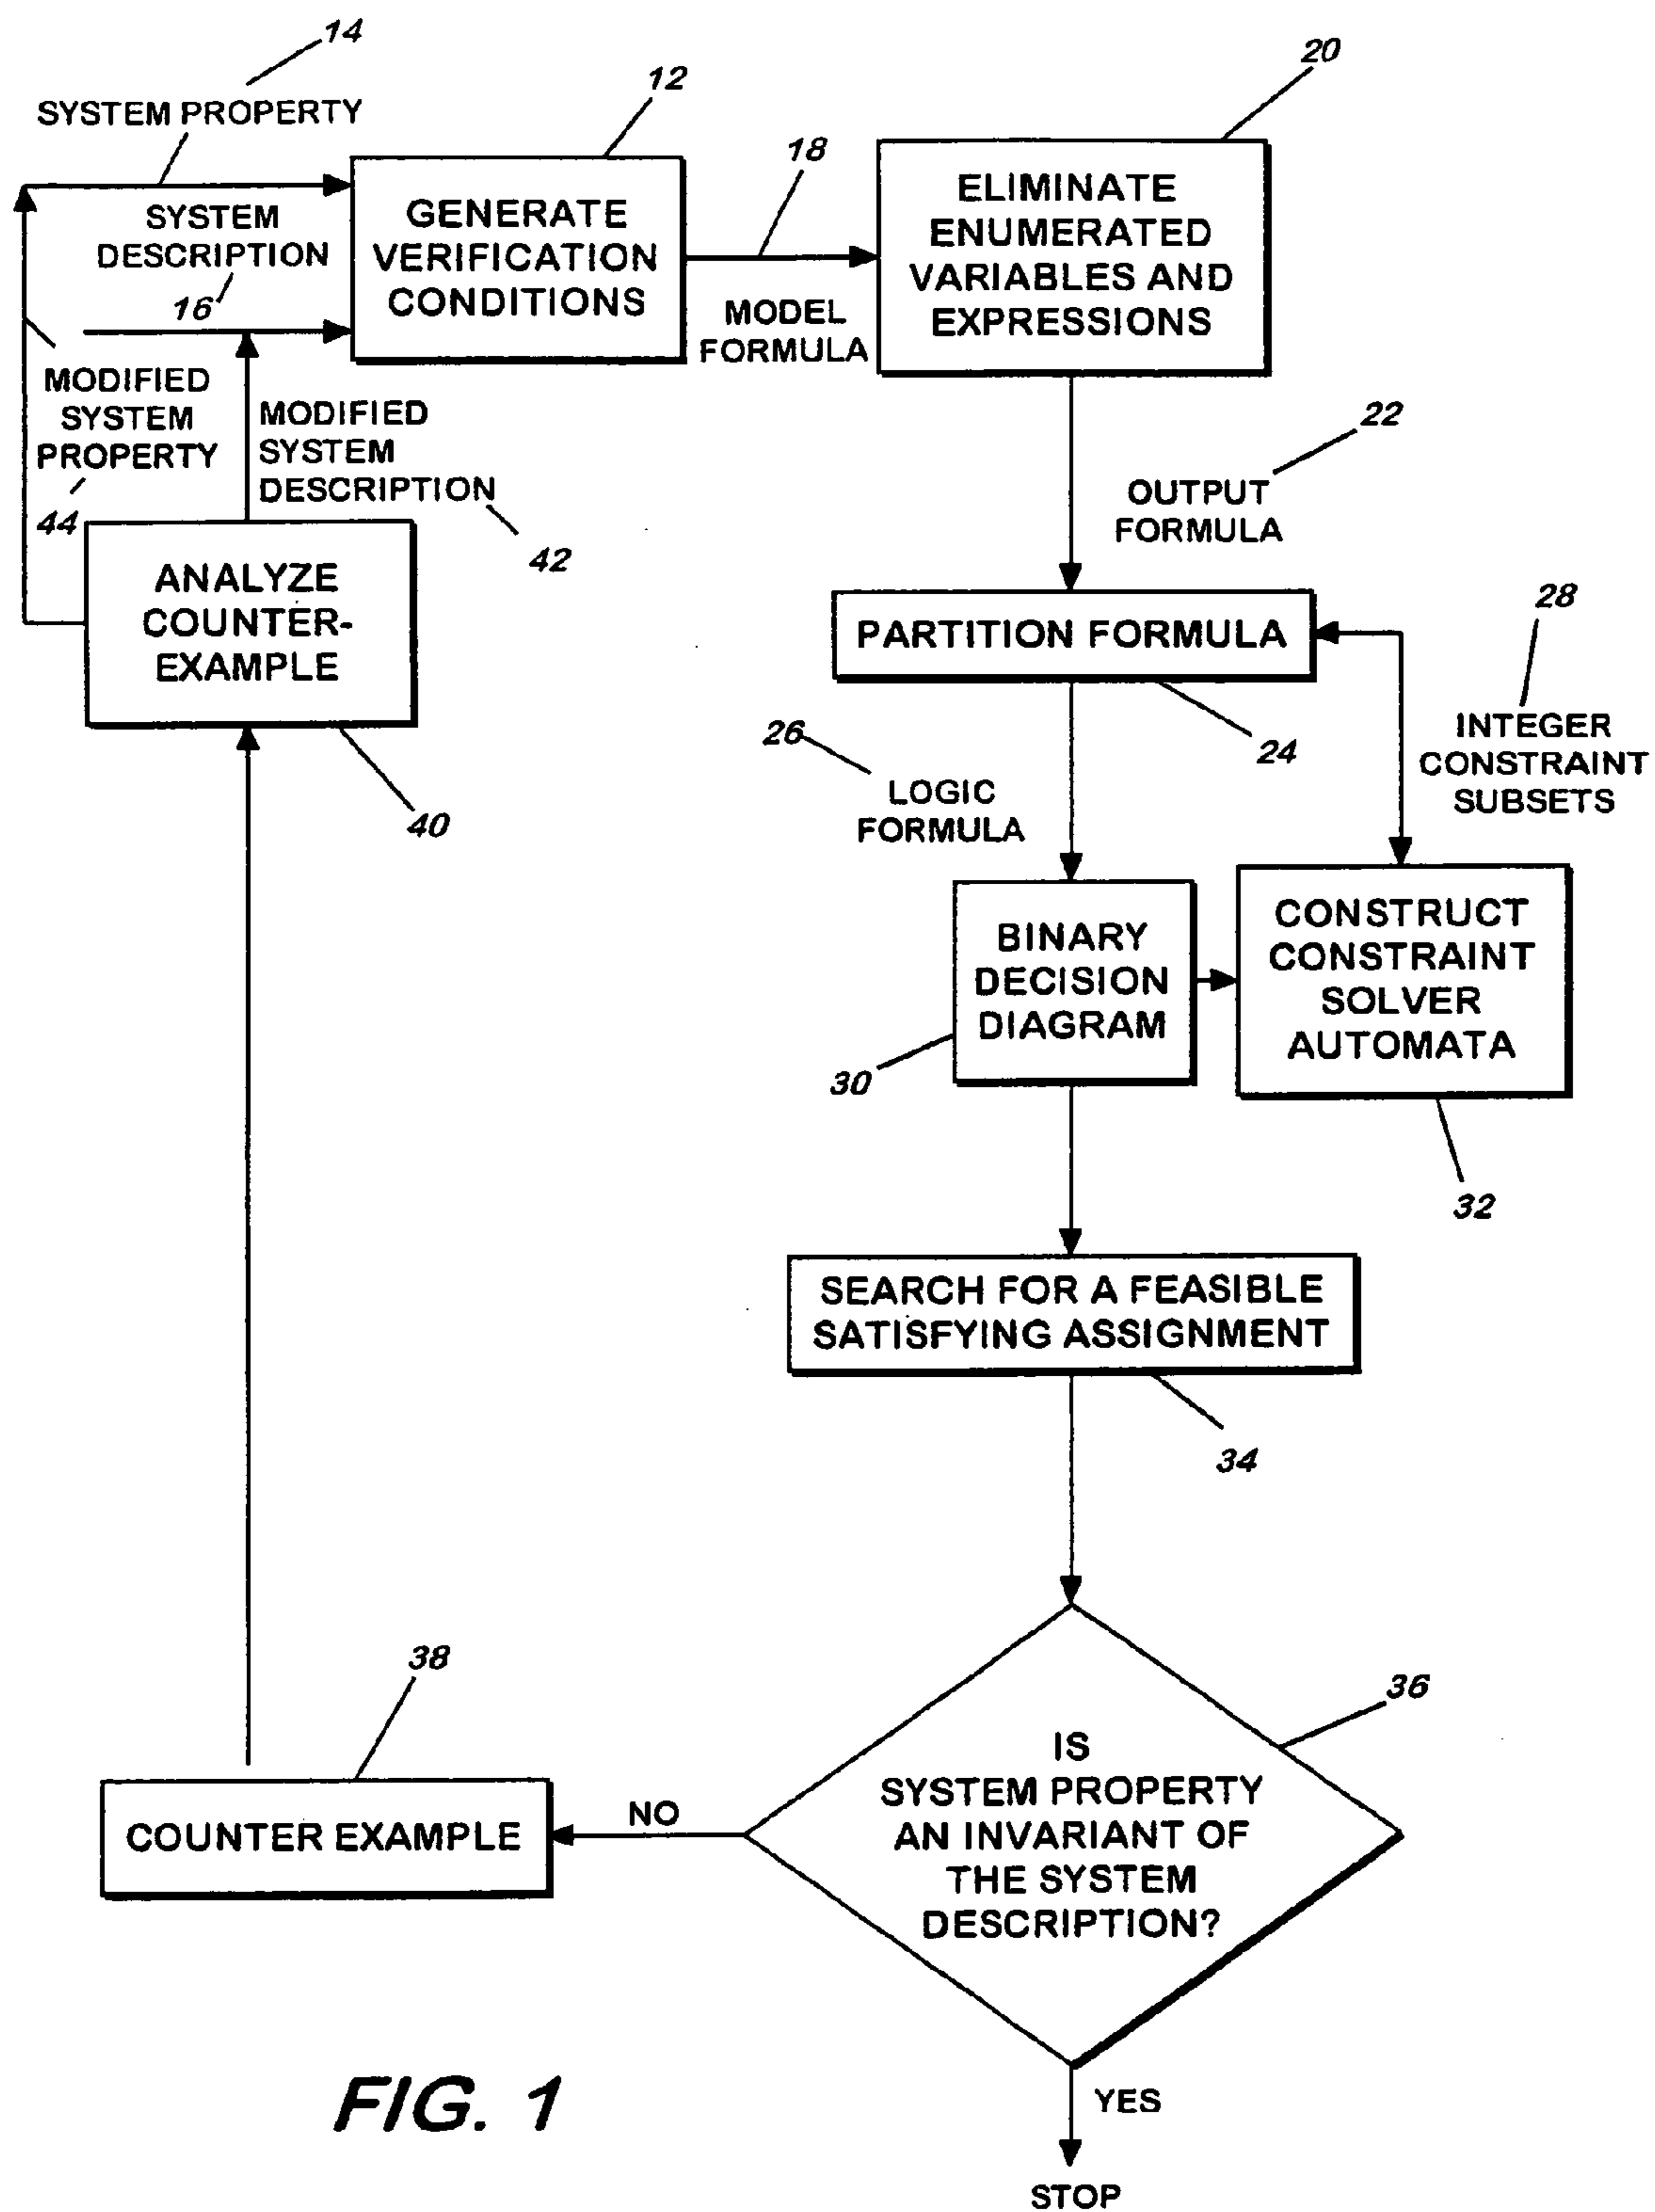 14
SYSTEM PROPERTY
12
20
18
SYSTEM
DESCRIPTION
16
GENERATE
VERIFICATION
CONDITIONS
MODEL
FORMULA
ELIMINATE
ENUMERATED
VARIABLES AND
EXPRESSIONS
MODIFIED
SYSTEM
PROPERTY
44
MODIFIED
SYSTEM
DESCRIPTION
42
22
OUTPUT
FORMULA
ANALYZE
COUNTER-
EXAMPLE
40
PARTITION FORMULA
24
28
INTEGER
CONSTRAINT
SUBSETS
26
LOGIC
FORMULA
BINARY
DECISION
DIAGRAM
30
CONSTRUCT
CONSTRAINT
SOLVER
AUTOMATA
32
SEARCH FOR A FEASIBLE
SATISFYING ASSIGNMENT
34
38
36
COUNTER EXAMPLE
NO
IS
SYSTEM PROPERTY
AN INVARIANT OF
THE SYSTEM
DESCRIPTION?
YES
STOP
FIG. 1